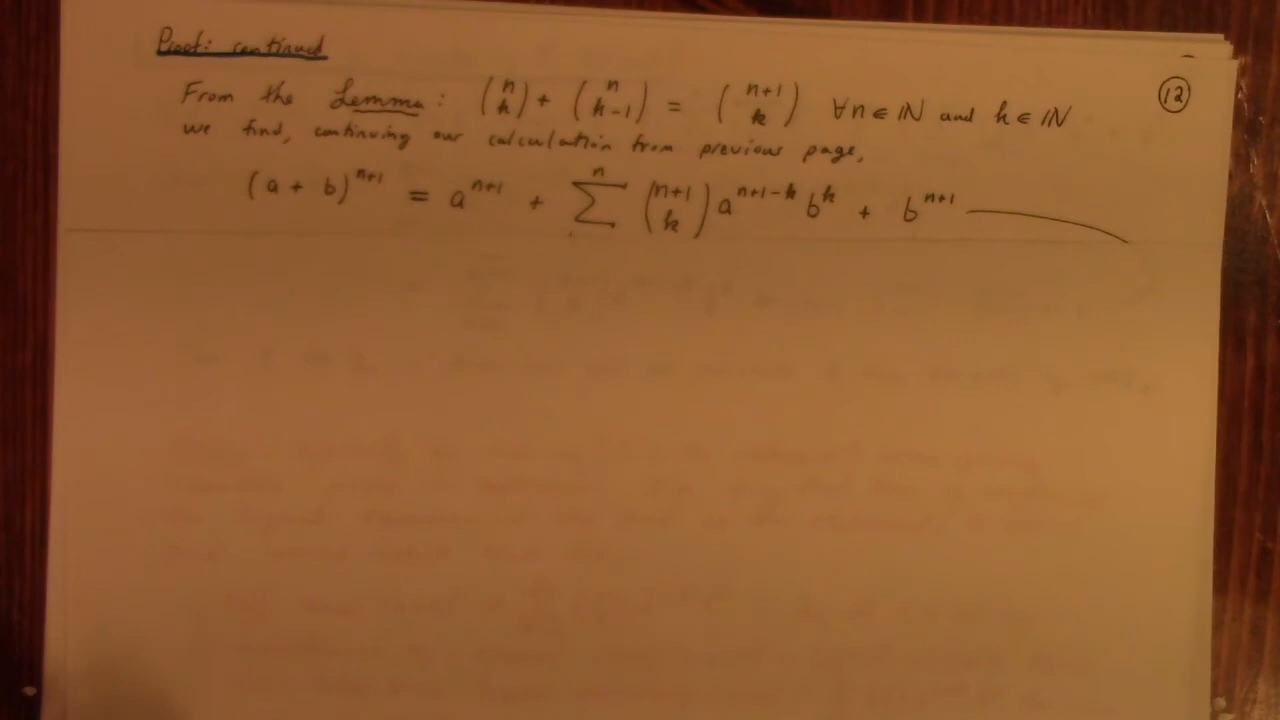 Proof: continued
12
From the Lemma: (n k) + (n k-1) = (n+1 k) ∀n∈ℕ and k∈ℕ
we find, continuing our calculation from previous page,
(a + b)^{n+1} = a^{n+1} + ∑^{n} (n+1 k) a^{n+1-k} b^k + b^{n+1}